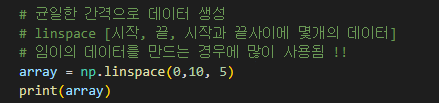 # 균일한 간격으로 데이터 생성
# linspace [시작, 끝, 시작과 끝사이에 몇개의 데이터]
# 임이의 데이터를 만드는 경우에 많이 사용됨 !!
array = np.linspace(0,10, 5)
print(array)